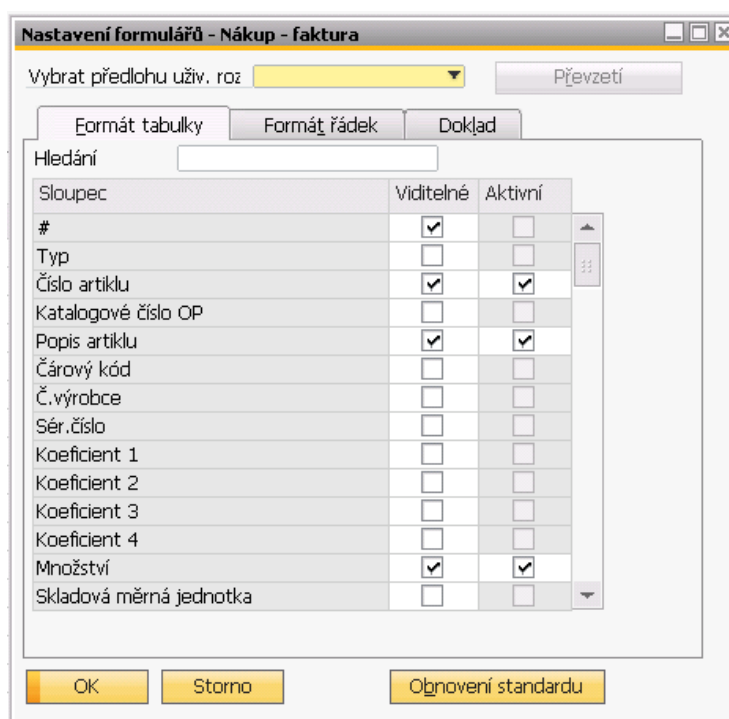 Nastavení formulářů - Nákup - faktura
Vybrat předlohu uživ. roz
Převzetí
Formát tabulky Formát řádek Doklad
Hledání
Sloupec Viditelné Aktivní
#
Typ
Číslo artiklu
Katalogové číslo OP
Popis artiklu
Čárový kód
Č.výrobce
Sér.číslo
Koeficient 1
Koeficient 2
Koeficient 3
Koeficient 4
Množství
Skladová měrná jednotka
OK Storno Obnovení standardu